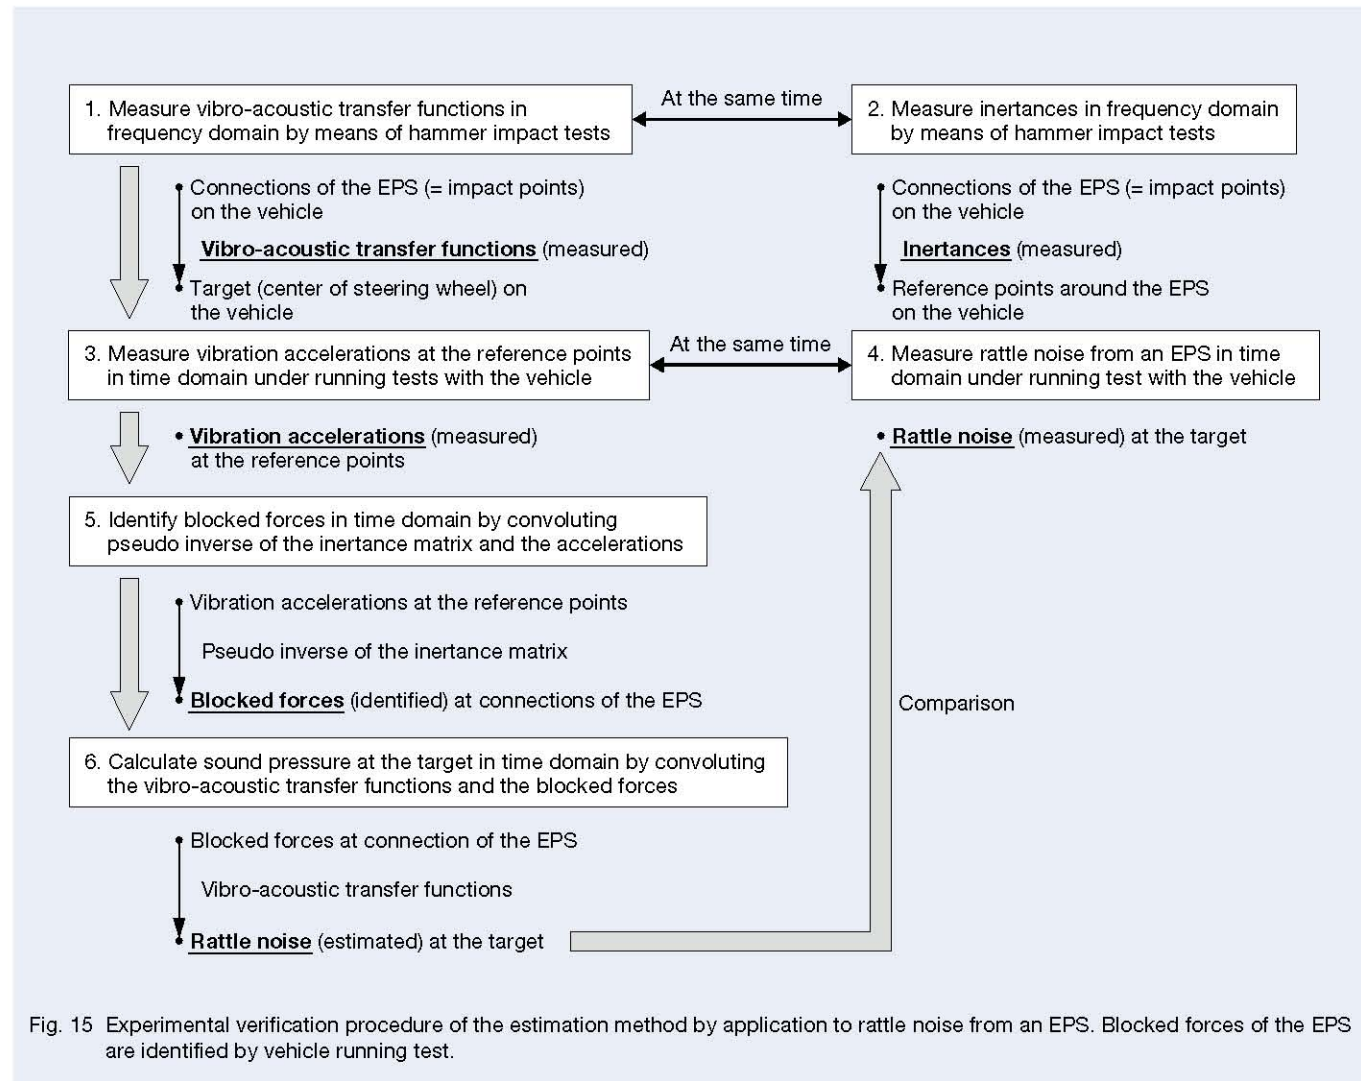 1. Measure vibro-acoustic transfer functions in
frequency domain by means of hammer impact tests
At the same time
2. Measure inertances in frequency domain
by means of hammer impact tests
• Connections of the EPS (= impact points)
on the vehicle
Vibro-acoustic transfer functions (measured)
• Target (center of steering wheel) on
the vehicle
• Connections of the EPS (= impact points)
on the vehicle
Inertances (measured)
• Reference points around the EPS
on the vehicle
3. Measure vibration accelerations at the reference points
in time domain under running tests with the vehicle
At the same time
4. Measure rattle noise from an EPS in time
domain under running test with the vehicle
• Vibration accelerations (measured)
at the reference points
• Rattle noise (measured) at the target
5. Identify blocked forces in time domain by convoluting
pseudo inverse of the inertance matrix and the accelerations
• Vibration accelerations at the reference points
Pseudo inverse of the inertance matrix
• Blocked forces (identified) at connections of the EPS
Comparison
6. Calculate sound pressure at the target in time domain by convoluting
the vibro-acoustic transfer functions and the blocked forces
• Blocked forces at connection of the EPS
Vibro-acoustic transfer functions
• Rattle noise (estimated) at the target
Fig. 15 Experimental verification procedure of the estimation method by application to rattle noise from an EPS. Blocked forces of the EPS
are identified by vehicle running test.